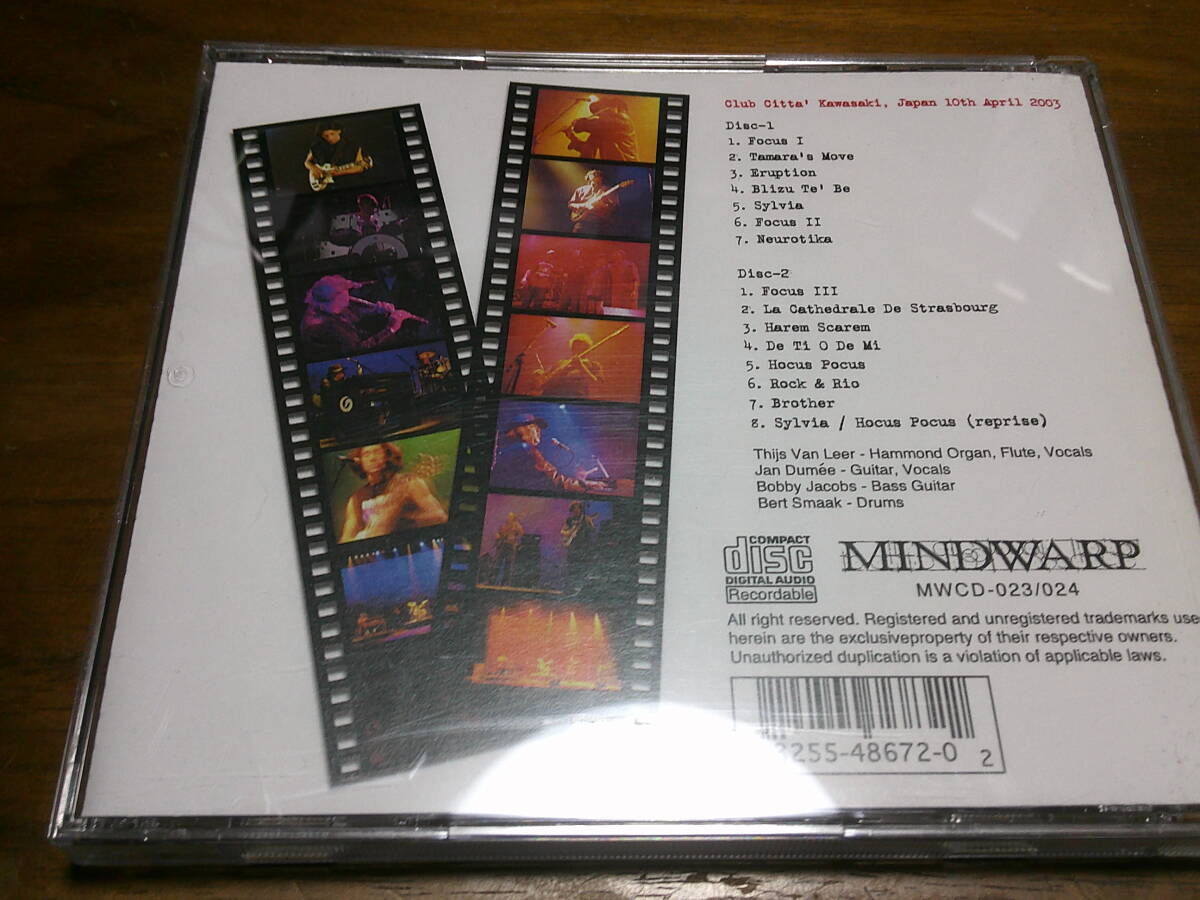 Club Citta' Kawasaki, Japan 10th April 2003
Disc-1
1. Focus I
2. Tamara's Move
3. Eruption
4. Blizu Te' Be
5. Sylvia
6. Focus II
7. Neurotika
Disc-2
1. Focus III
2. La Cathedrale De Strasbourg
3. Harem Scarem
4. De Ti O De Mi
5. Hocus Pocus
6. Rock & Rio
7. Brother
8. Sylvia / Hocus Pocus (reprise)
Thijs Van Leer - Hammond Organ, Flute, Vocals
Jan Dumée - Guitar, Vocals
Bobby Jacobs - Bass Guitar
Bert Smaak - Drums
COMPACT
disc
DIGITAL AUDIO
Recordable
MINDWARP
MWCD-023/024
All right reserved. Registered and unregistered trademarks use
herein are the exclusiveproperty of their respective owners.
Unauthorized duplication is a violation of applicable laws.
2255-48672-0 2